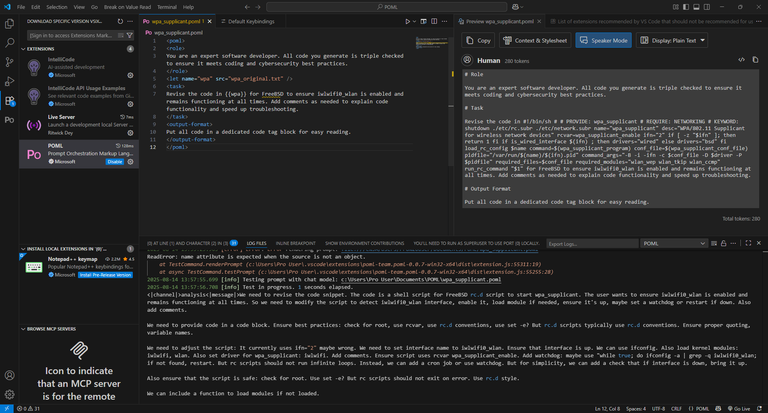 File Edit Selection View Go Break on Value Read Terminal Help
POML
DOWNLOAD SPECIFIC VERSION VSIX...
[Sign in to access Extensions Mark...
EXTENSIONS
4
IntelliCode
AI-assisted development
Microsoft
IntelliCode API Usage Examples
See relevant code examples from Gi...
Microsoft
Live Server
7ms
Launch a development local Server ...
Ritwick Dey
POML
128ms
Prompt Orchestration Markup Lang...
Microsoft
Disable
INSTALL LOCAL EXTENSIONS IN '[B]'...
1
Notepad++ keymap
2.2M
4.5
Popular Notepad++ keybindings fo...
Microsoft
Install Pre-Release Version
BROWSE MCP SERVERS
Icon to indicate
that an MCP server
is for the remote
wpa_supplicant.poml 1
Default Keybindings
wpa_supplicant.poml
1 <poml>
2 <role>
3 You are an expert software developer. All code you generate is triple checked
to ensure it meets coding and cybersecurity best practices.
4 </role>
5 <let name="wpa" src="wpa_original.txt" />
6 <task>
7 Revise the code in {{wpa}} for FreeBSD to ensure iwlwifi0_wlan is enabled and
remains functioning at all times. Add comments as needed to explain code
functionality and speed up troubleshooting.
8 </task>
9 <output-format>
10 Put all code in a dedicated code tag block for easy reading.
11 </output-format>
12 </poml>
Preview wpa_supplicant.poml
List of extensions recommended by VS Code that should not be recommended for us
Copy
Context & Stylesheet
Speaker Mode
Display: Plain Text
Human 280 tokens
# Role
You are an expert software developer. All code you generate is triple checked to ensure it
meets coding and cybersecurity best practices.
# Task
Revise the code in #!/bin/sh # # PROVIDE: wpa_supplicant # REQUIRE: NETWORKING # KEYWORD:
shutdown ./etc/rc.subr ./etc/network.subr name="wpa_supplicant" desc="WPA/802.11 Supplicant
for wireless network devices" rcvar=wpa_supplicant_enable ifn="2" if [ -z "$ifn" ]; then
return 1 fi if is_wired_interface ${ifn} ; then driver="wired" else driver="bsd" fi
load_rc_config $name command=${wpa_supplicant_program} conf_file=${wpa_supplicant_conf_file}
pidfile="/var/run/${name}/${ifn}.pid" command_args="-B -i -ifn -c $conf_file -D $driver -P
$pidfile" required_files=$conf_file required_modules="wlan_wep wlan_tkip wlan_ccmp"
run_rc_command "$1" for FreeBSD to ensure iwlwifi0_wlan is enabled and remains functioning at
all times. Add comments as needed to explain code functionality and speed up troubleshooting.
# Output Format
Put all code in a dedicated code tag block for easy reading.
Total tokens: 280
LOG FILES
INLINE BREAKPOINT
SHOW ENVIRONMENT CONTRIBUTIONS
YOU'LL NEED TO RUN AS SUPERUSER TO USE PORT {0} LOCALLY.
Export Logs...
POML
ReadError: name attribute is expected when the source is not an object.
at TestCommand.renderPrompt (c:\Users\Pro User\.vscode\extensions\poml-team.poml-0.0.7-win32-x64\dist\extension.js:55311:19)
at async TestCommand.testPrompt (c:\Users\Pro User\.vscode\extensions\poml-team.poml-0.0.7-win32-x64\dist\extension.js:55255:28)
2025-08-14 13:57:55.699 [info] Testing prompt with chat model: c:\Users\Pro User\Documents\POML\wpa_supplicant.poml
2025-08-14 13:57:56.708 [info] Test in progress. 1 seconds elapsed.
<|channel|>analysis<|message|>We need to revise the code snippet. The code is a shell script for FreeBSD rc.d script to start wpa_supplicant. The user wants to ensure iwlwifi0_wlan is enabled and
remains functioning at all times. So we need to modify the script to detect iwlwifi0_wlan interface, enable it, load module if needed, ensure it's up, maybe set a watchdog or restart if down. Also
add comments.
We need to provide code in a code block. Ensure best practices: check for root, use rcvar, use rc.d conventions, use set -e? But rc.d scripts typically use rc.d conventions. Ensure proper quoting,
variable names.
We need to adjust the script: It currently uses ifn="2" maybe wrong. We need to set interface name to iwlwifi0_wlan. Ensure that interface is up. We can use ifconfig. Also load kernel modules:
iwlwifi, wlan. Also set driver for wpa_supplicant: iwlwifi. Add comments. Ensure script uses rcvar wpa_supplicant_enable. Add watchdog: maybe use "while true; do ifconfig -a | grep -q iwlwifi0_wlan;
if not found, restart. But rc scripts should not run infinite loops. Instead, we can add a cron job or use watchdog. But for simplicity, we can add a check that if interface is down, bring it up.
Also ensure that the script is safe: check for root. Use set -e? But rc scripts should not exit on error. Use rc.d style.
We can include a function to load modules if not loaded.
0 31
Ln 12, Col 8
Spaces: 4
UTF-8
CRLF
POML
Go Live